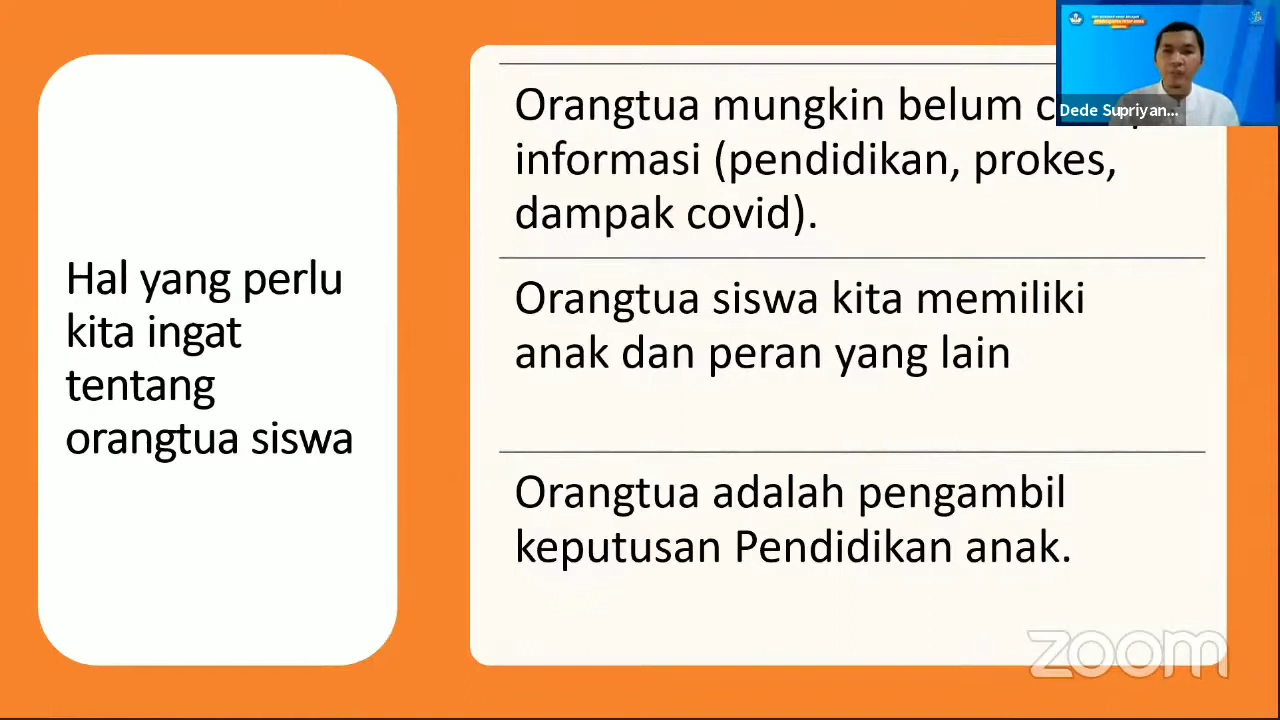 Hal yang perlu
kita ingat
tentang
orangtua siswa
Orangtua mungkin belum
informasi (pendidikan, prokes,
dampak covid).
Orangtua siswa kita memiliki
anak dan peran yang lain
Orangtua adalah pengambil
keputusan Pendidikan anak.
Dede Supriyan...
zoom